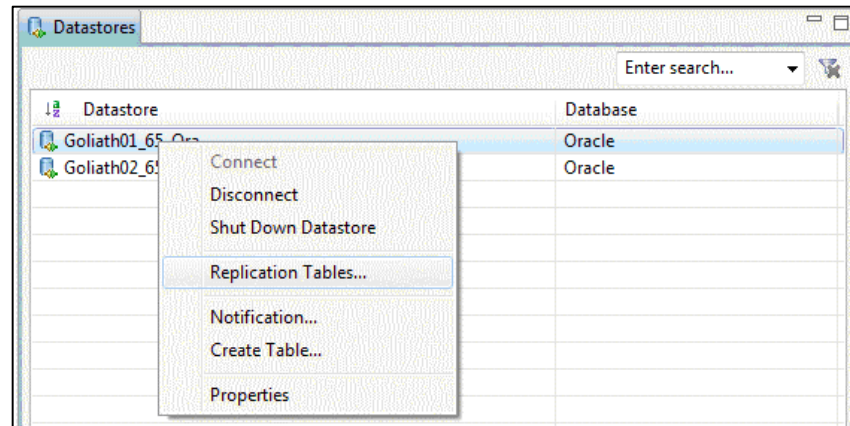 Datastores
Enter search...
Datastore Database
Goliath01_65_Ora Oracle
Goliath02_65 Oracle
Connect
Disconnect
Shut Down Datastore
Replication Tables...
Notification...
Create Table...
Properties